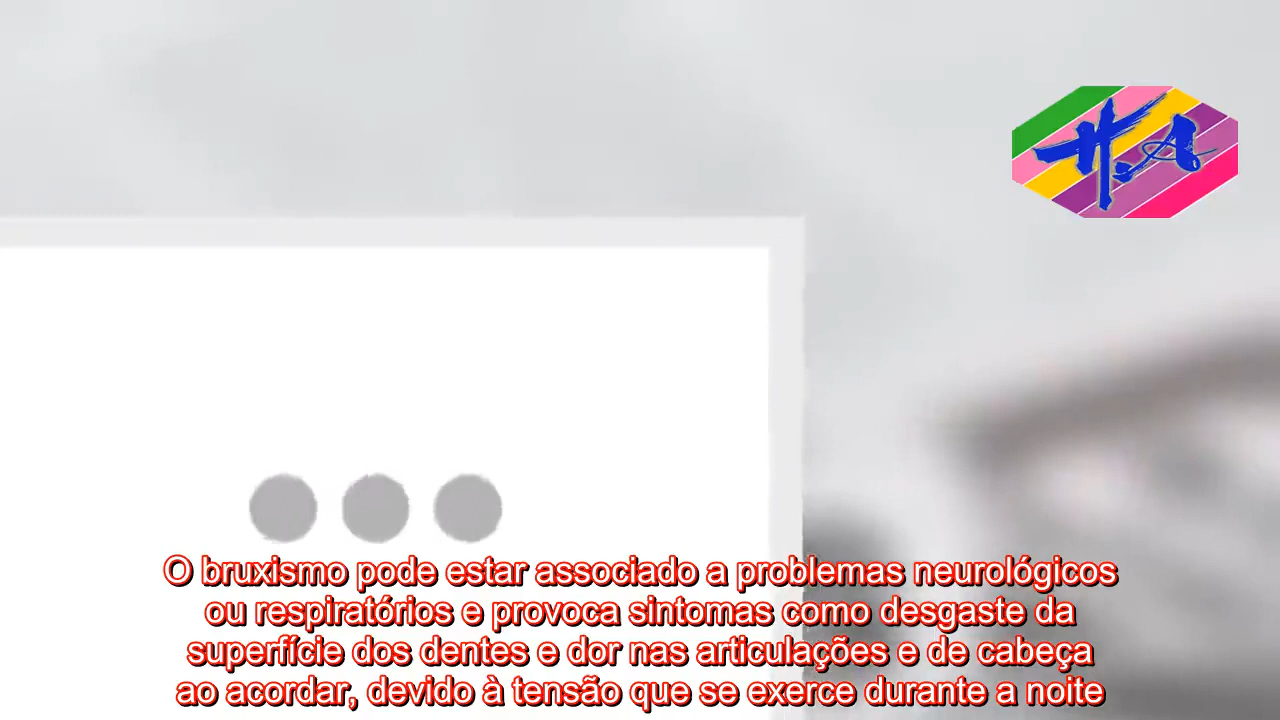 H.A
O bruxismo pode estar associado a problemas neurológicos
ou respiratórios e provoca sintomas como desgaste da
superfície dos dentes e dor nas articulações e de cabeça
ao acordar, devido à tensão que se exerce durante a noite